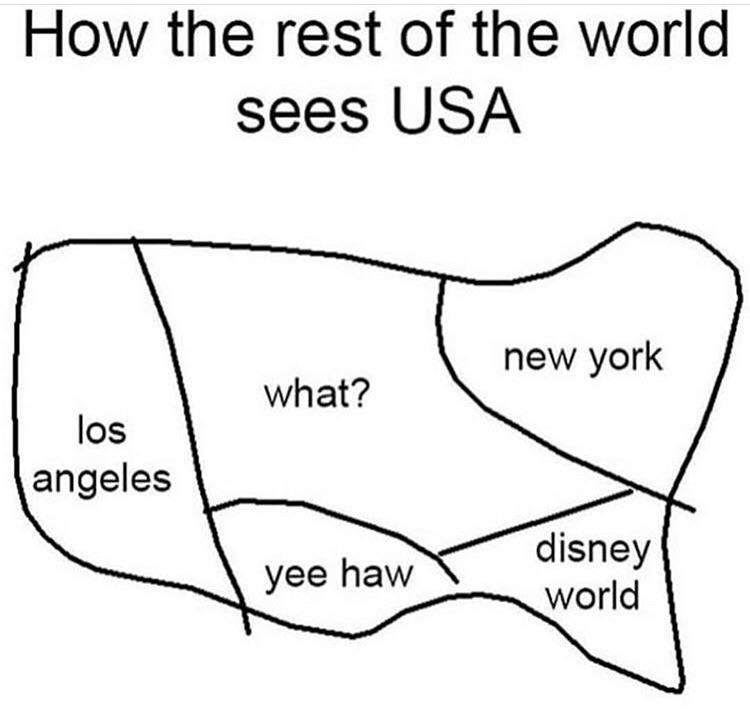 How the rest of the world
sees USA
new york
what?
los
angeles
disney
world
yee haw